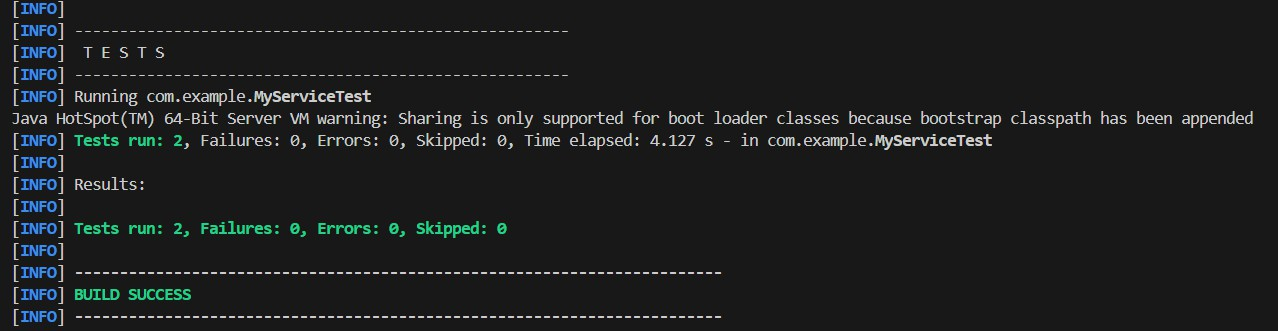 [INFO]
[INFO] -------------------------------------------------------
[INFO]  T E S T S
[INFO] -------------------------------------------------------
[INFO] Running com.example.MyServiceTest
Java HotSpot(TM) 64-Bit Server VM warning: Sharing is only supported for boot loader classes because bootstrap classpath has been appended
[INFO] Tests run: 2, Failures: 0, Errors: 0, Skipped: 0, Time elapsed: 4.127 s - in com.example.MyServiceTest
[INFO]
[INFO] Results:
[INFO]
[INFO] Tests run: 2, Failures: 0, Errors: 0, Skipped: 0
[INFO]
[INFO] ------------------------------------------------------------------------
[INFO] BUILD SUCCESS
[INFO] ------------------------------------------------------------------------